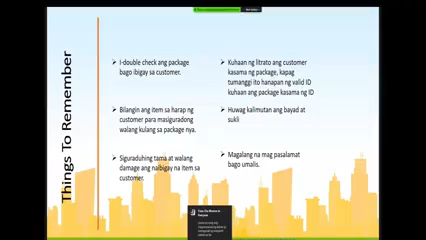 Things To Remember
➢ I-double check ang package
bago ibigay sa customer.
➢ Bilangin ang item sa harap ng
customer para masiguradong
walang kulang sa package nya.
➢ Siguraduhing tama at walang
damage ang naibigay na item sa
customer.
➢ Kuhaan ng litrato ang customer
kasama ng package, kapag
tumanggi ito hanapan ng valid ID
kuhaan ang package kasama ng ID
➢ Huwag kalimutan ang bayad at
sukli
➢ Magalang na mag pasalamat
bago umalis.